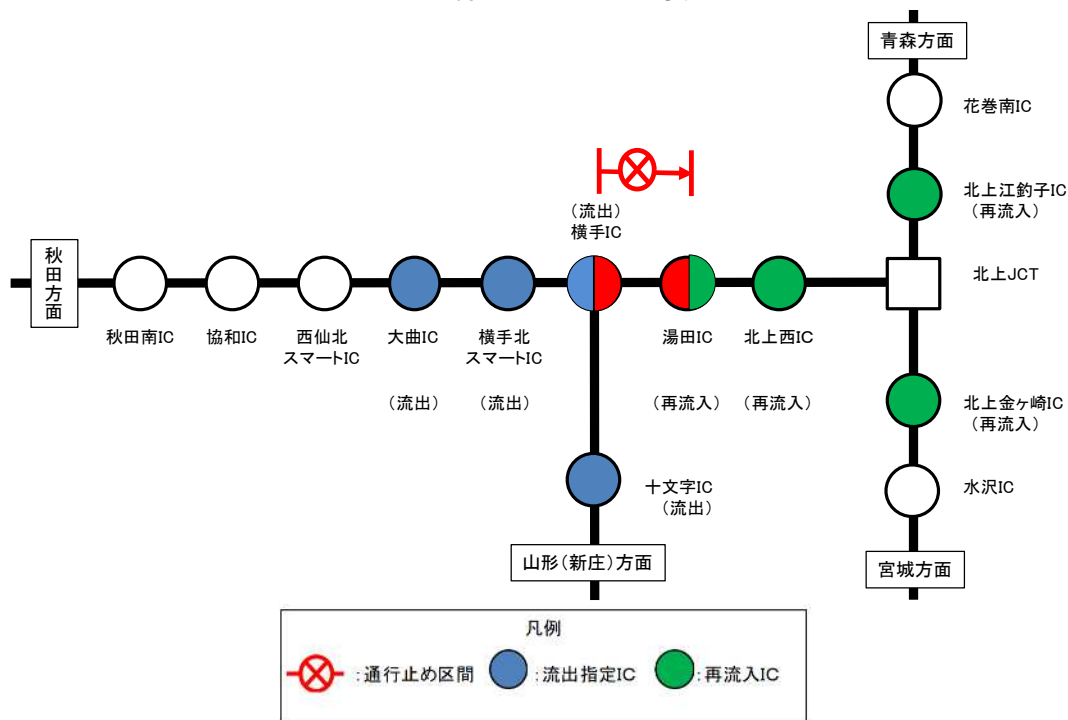 青森方面
花巻南IC
北上江釣子IC
(再流入)
(流出)
横手IC
秋田方面
北上JCT
秋田南IC
協和IC
西仙北
スマートIC
大曲IC
横手北
スマートIC
湯田IC
北上西IC
(流出)
(流出)
(再流入)
(再流入)
北上金ヶ崎IC
(再流入)
十文字IC
(流出)
水沢IC
山形(新庄)方面
宮城方面
凡例
:通行止め区間
:流出指定IC
:再流入IC